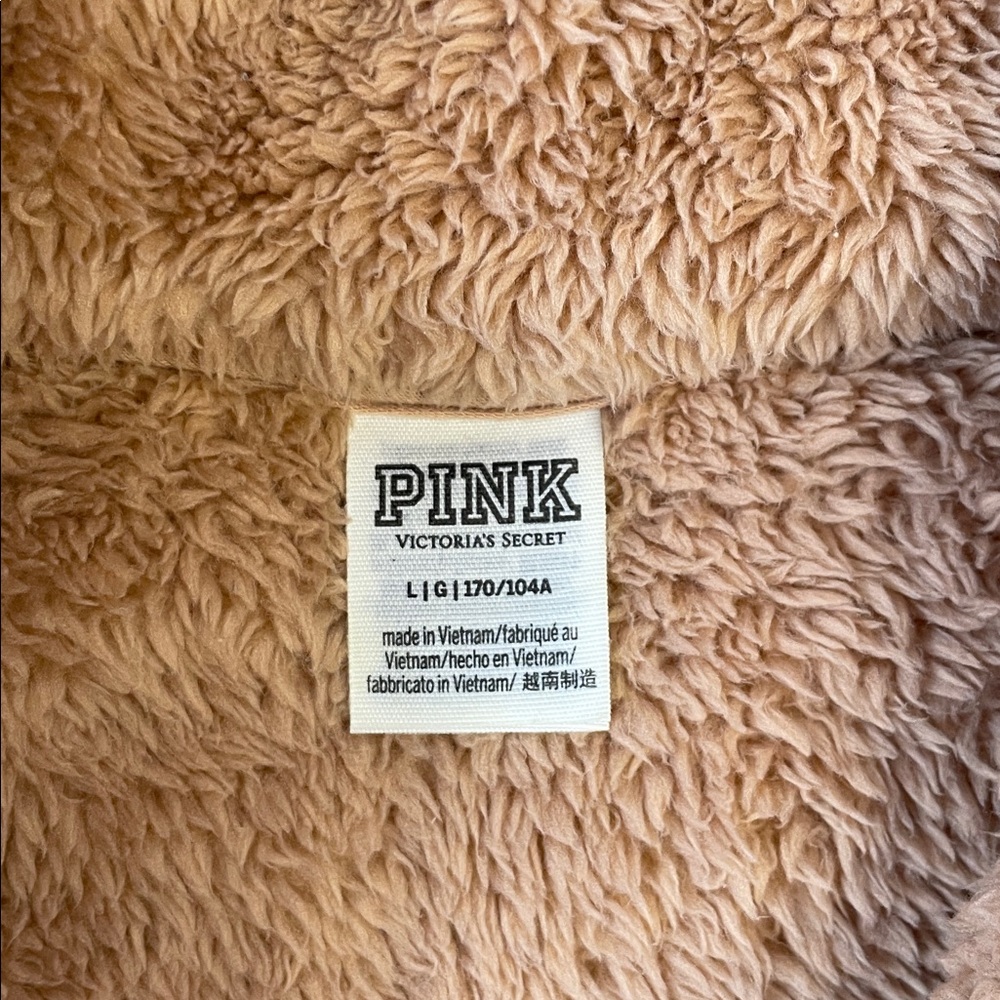 PINK
VICTORIA'S SECRET
L | G | 170/104A
made in Vietnam/fabriqué au
Vietnam/hecho en Vietnam/
fabbricato in Vietnam/ 越南制造